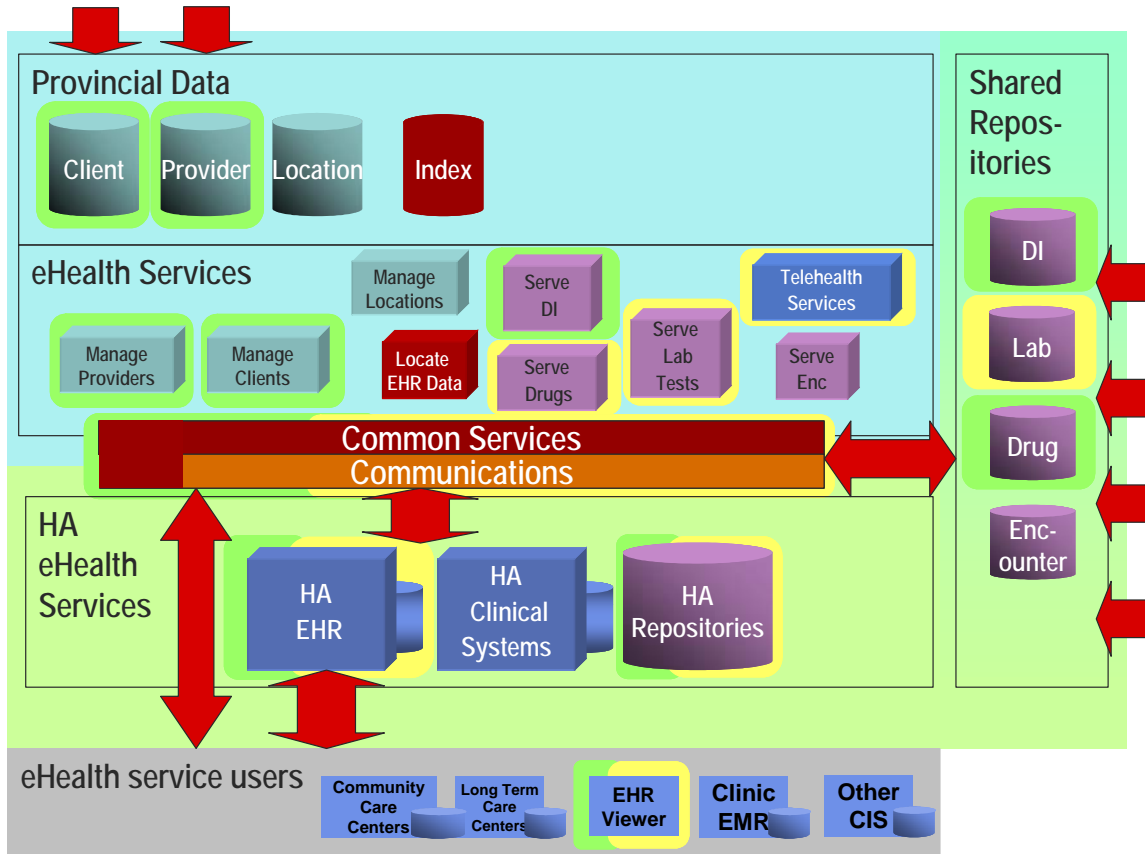 Provincial Data
Client
Provider
Location
Index
Shared
Repos-
itories
DI
Lab
Drug
Enc-
ounter
eHealth Services
Manage
Locations
Serve
DI
Telehealth
Services
Manage
Providers
Manage
Clients
Locate
EHR Data
Serve
Drugs
Serve
Lab
Tests
Serve
Enc
Common Services
Communications
HA
eHealth
Services
HA
EHR
HA
Clinical
Systems
HA
Repositories
eHealth service users
Community
Care
Centers
Long Term
Care
Centers
EHR
Viewer
Clinic
EMR
Other
CIS